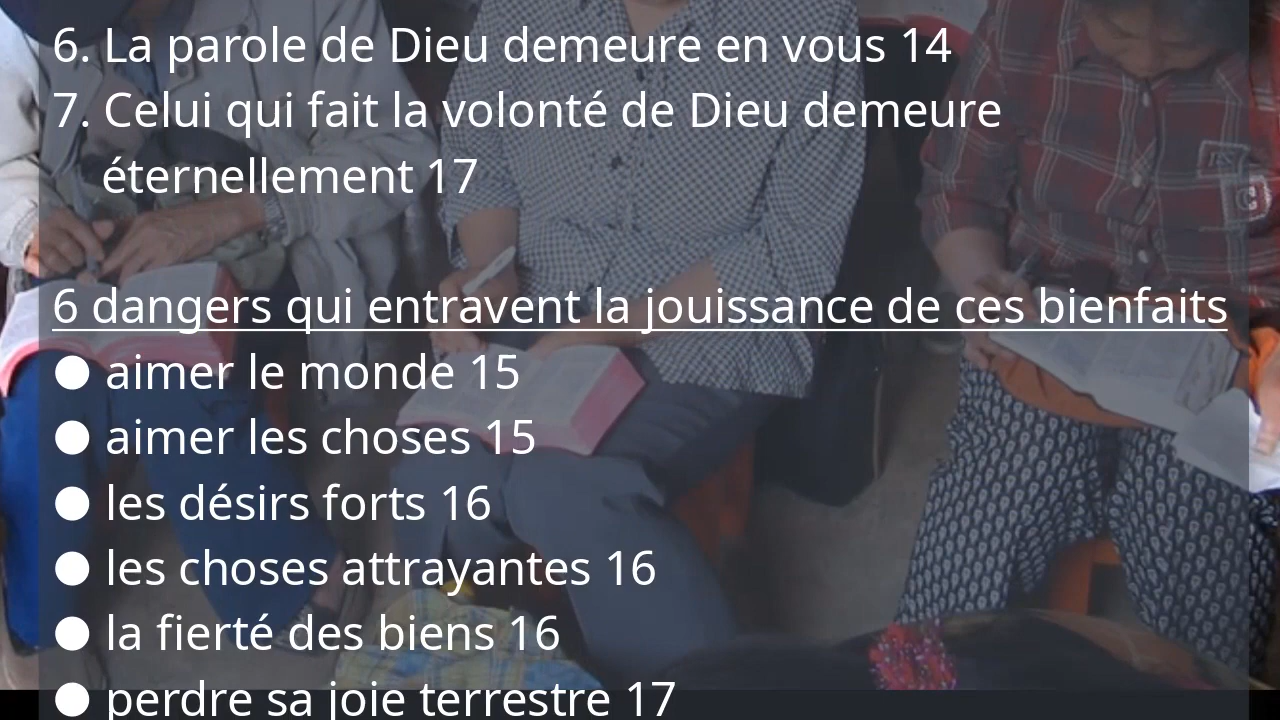 6. La parole de Dieu demeure en vous 14
7. Celui qui fait la volonté de Dieu demeure
éternellement 17
6 dangers qui entravent la jouissance de ces bienfaits
● aimer le monde 15
● aimer les choses 15
● les désirs forts 16
● les choses attrayantes 16
● la fierté des biens 16
● perdre sa joie terrestre 17